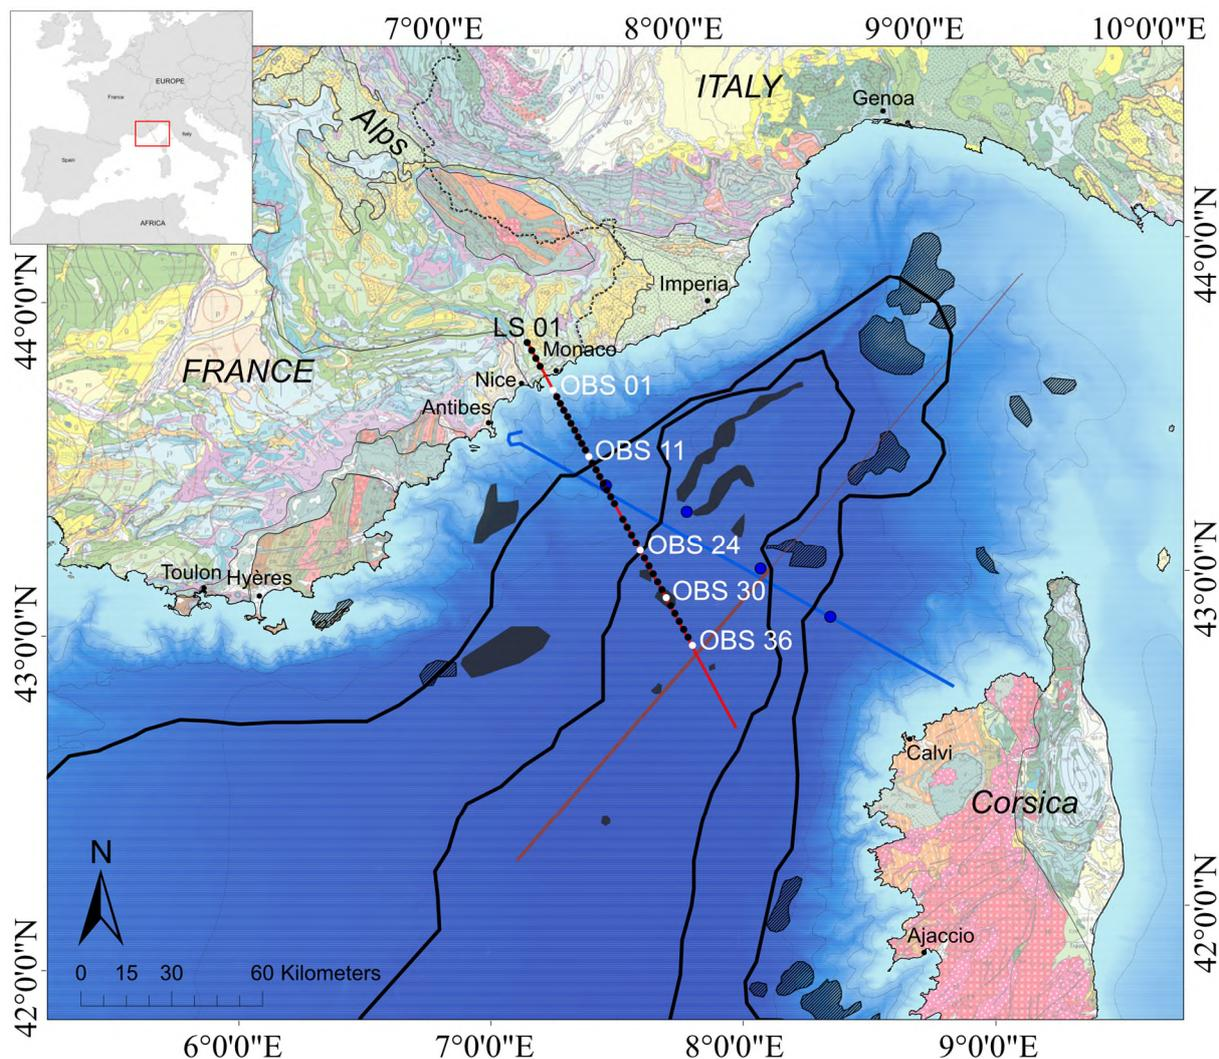 7°0'0"E
8°0'0"E
9°0'0"E
10°0'0"E
EUROPE
France
Italy
Spain
AFRICA
ITALY
Genoa
Alps
44°0'0"N
44°0'0"N
Imperia
LS 01
Monaco
FRANCE
Nice
OBS 01
Antibes
OBS 11
OBS 24
Toulon
Hyères
OBS 30
43°0'0"N
43°0'0"N
OBS 36
Calvi
Corsica
N
Ajaccio
42°0'0"N
42°0'0"N
0 15 30 60 Kilometers
6°0'0"E
7°0'0"E
8°0'0"E
9°0'0"E